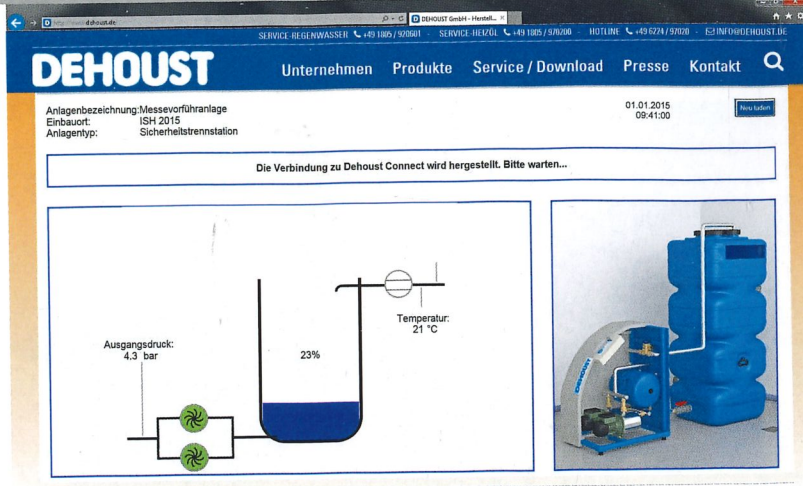 http://www.dehoust.de
DEHOUST GmbH - Herstell...
SERVICE-REGENWASSER +49 1805 / 920601 - SERVICE-HEIZÖL +49 1805 / 970200 - HOTLINE +49 6224 / 97020 - INFO@DEHOUST.DE
DEHOUST
Unternehmen Produkte Service / Download Presse Kontakt
Anlagenbezeichnung:Messevorführanlage
Einbauort: ISH 2015
Anlagentyp: Sicherheitstrennstation
01.01.2015
09:41:00
Neu laden
Die Verbindung zu Dehoust Connect wird hergestellt. Bitte warten...
Temperatur:
21 °C
Ausgangsdruck:
4.3 bar
23%
DEHOUST